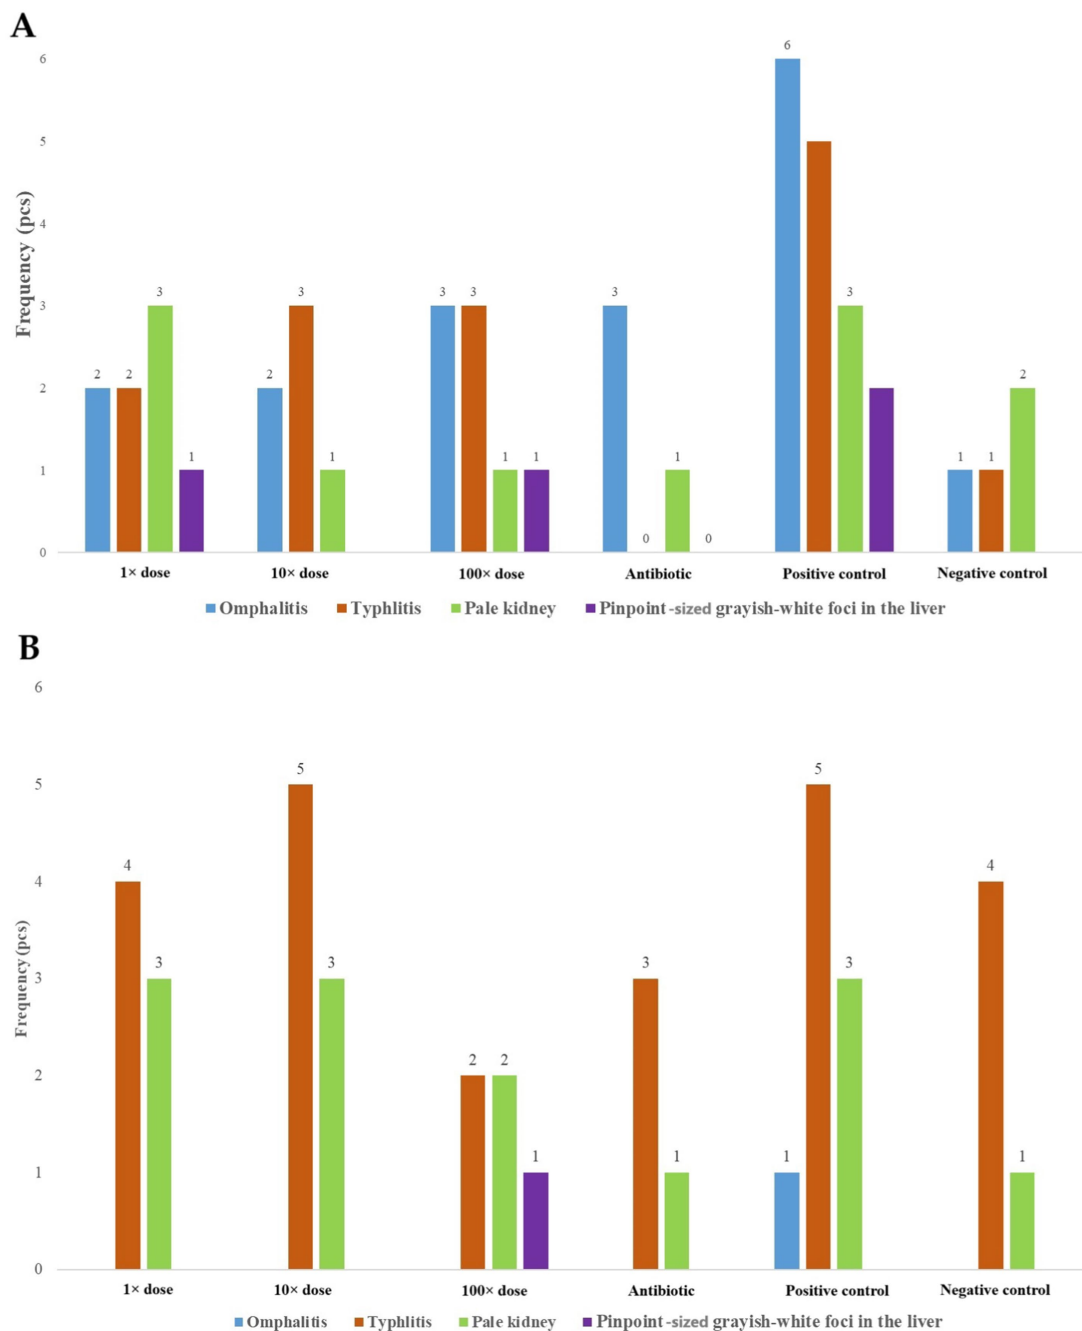 A
6
6
5
Frequency (pcs)
4
3 3 3 3 3 3
3
2 2 2 2
2
1 1 1 1 1 1 1
1
0 0
0
1× dose 10× dose 100× dose Antibiotic Positive control Negative control
Omphalitis Typhlitis Pale kidney Pinpoint-sized grayish-white foci in the liver
B
6
5 5
5
4 4
4
Frequency (pcs)
3 3 3 3
3
2 2
2
1 1 1 1
1
0
1× dose 10× dose 100× dose Antibiotic Positive control Negative control
Omphalitis Typhlitis Pale kidney Pinpoint-sized grayish-white foci in the liver